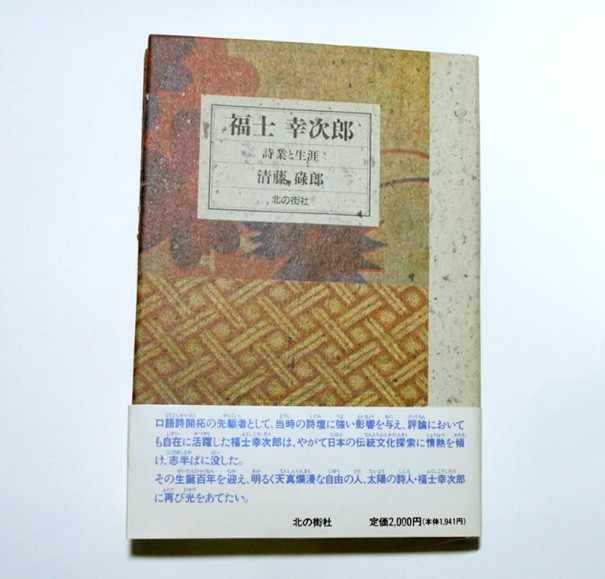 福士 幸次郎
詩業と生涯
清藤 碌郎
北の街社
口語詩開拓の先駆者として、当時の詩壇に強い影響を与え、評論において
も自在に活躍した福士幸次郎は、やがて日本の伝統文化探索に情熱を傾
け、志半ばに没した。
その生誕百年を迎え、明るく天真爛漫な自由の人、太陽の詩人・福士幸次郎
に再び光をあてたい。
北の街社 定価2,000円(本体1,941円)